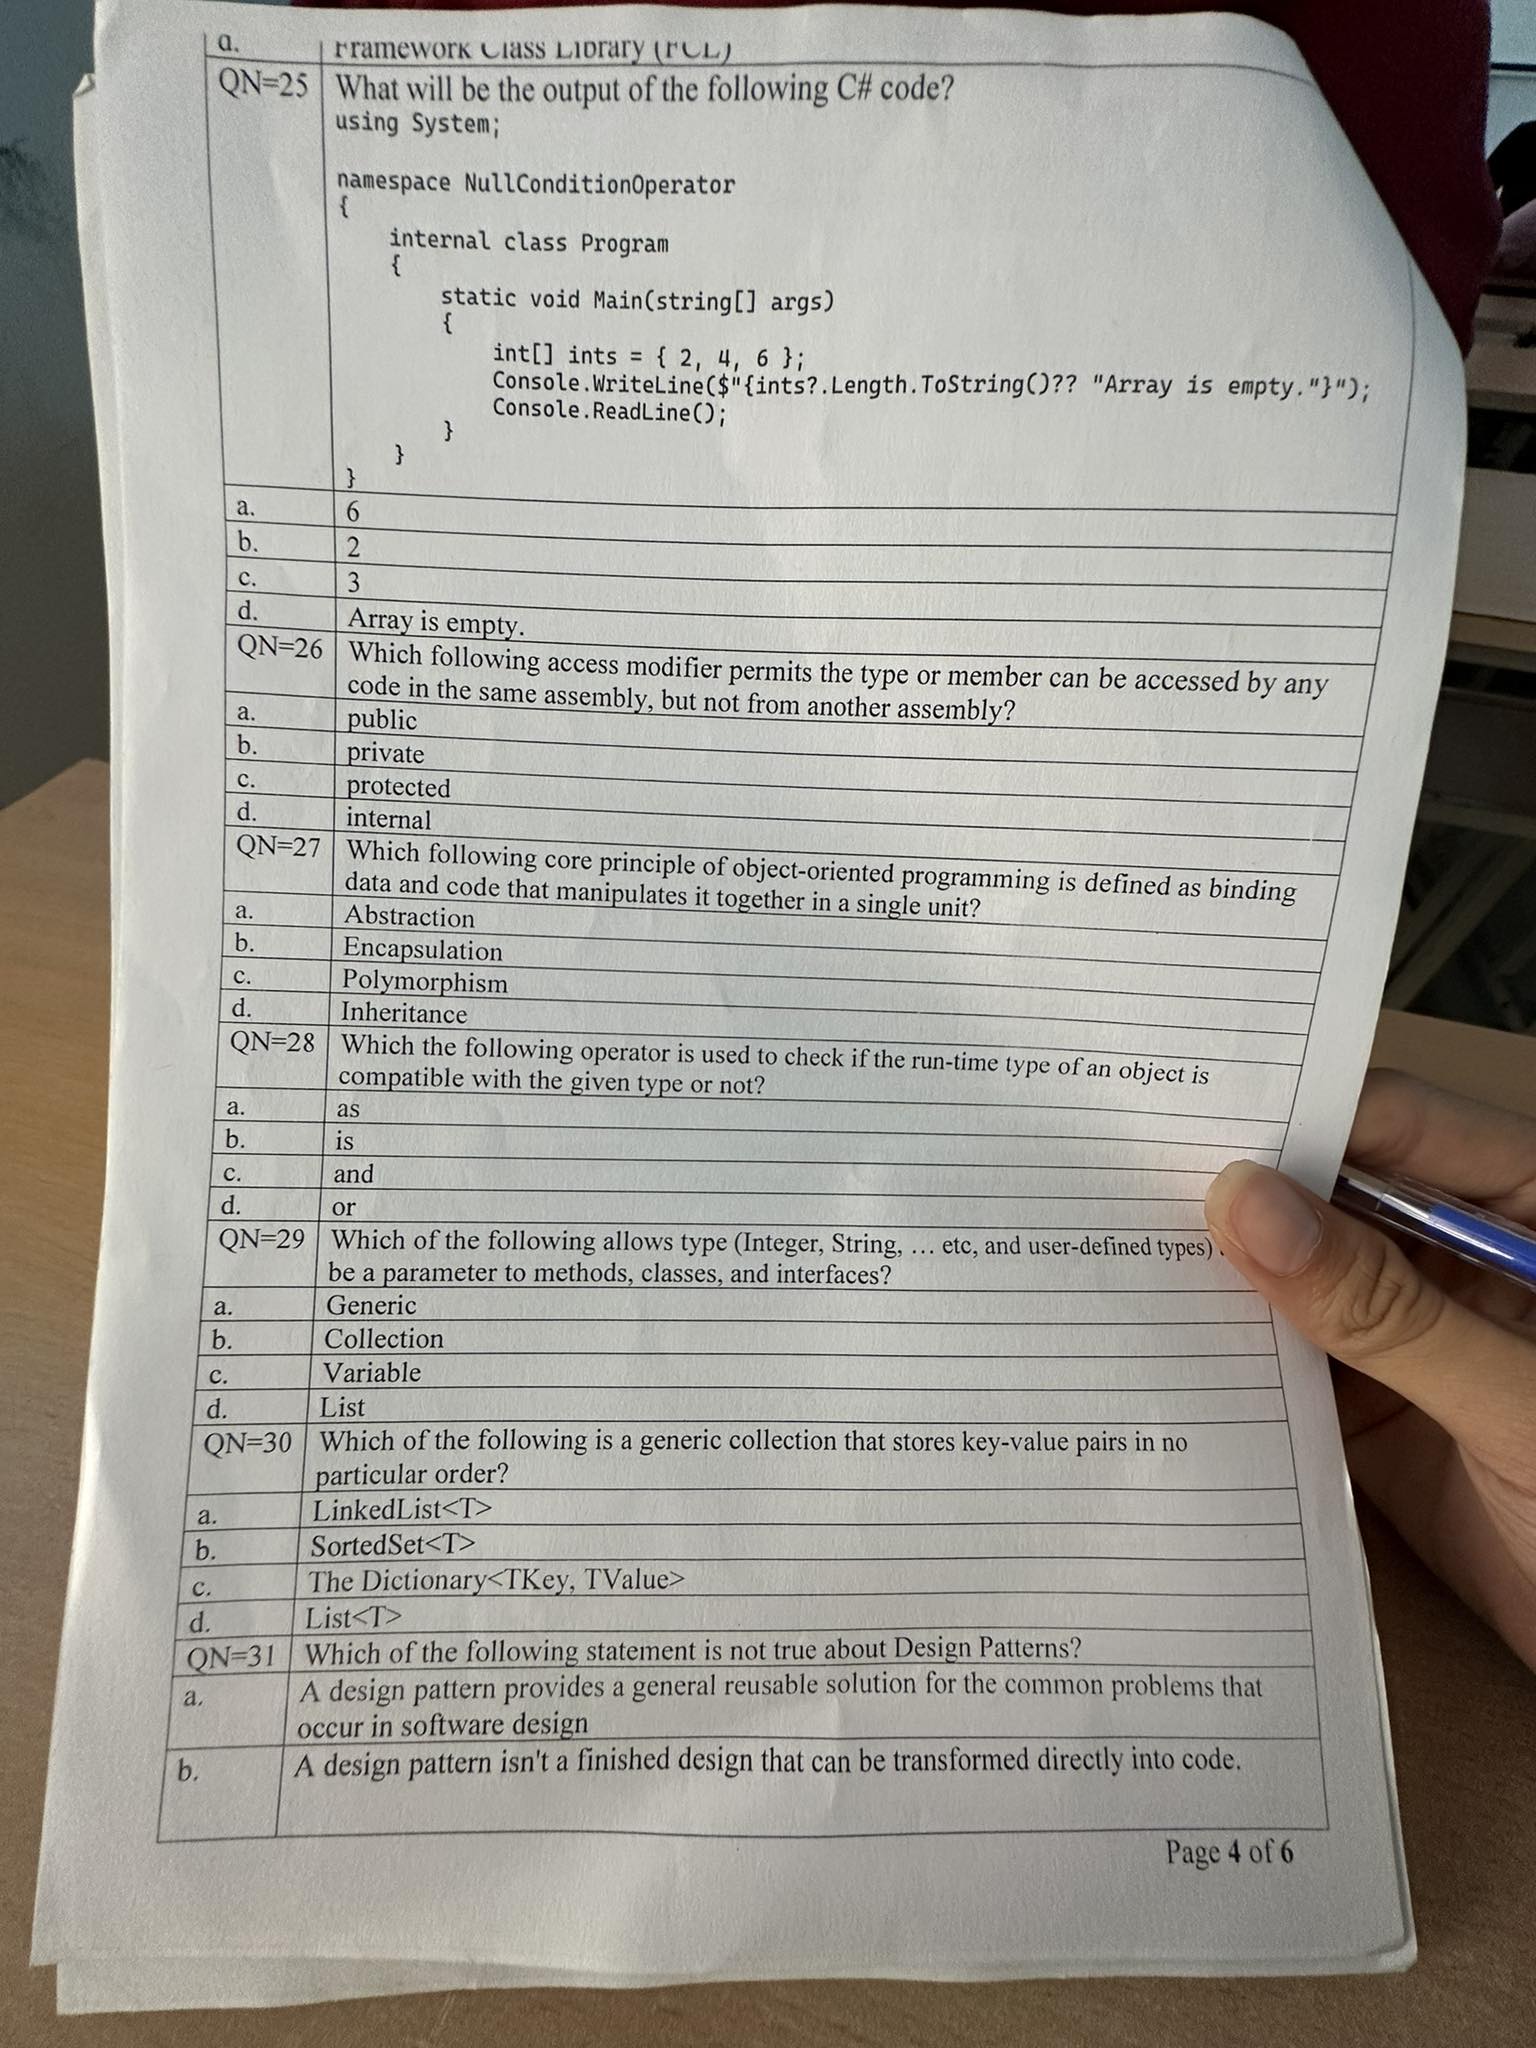 d. Framework Class Library (FCL)
QN=25 What will be the output of the following C# code?
using System;
namespace NullConditionOperator
{
internal class Program
{
static void Main(string[] args)
{
int[] ints = { 2, 4, 6 };
Console.WriteLine($"{ints?.Length.ToString()?? "Array is empty."}");
Console.ReadLine();
}
}
}
a. 6
b. 2
c. 3
d. Array is empty.
QN=26 Which following access modifier permits the type or member can be accessed by any
code in the same assembly, but not from another assembly?
a. public
b. private
c. protected
d. internal
QN=27 Which following core principle of object-oriented programming is defined as binding
data and code that manipulates it together in a single unit?
a. Abstraction
b. Encapsulation
c. Polymorphism
d. Inheritance
QN=28 Which the following operator is used to check if the run-time type of an object is
compatible with the given type or not?
a. as
b. is
c. and
d. or
QN=29 Which of the following allows type (Integer, String, … etc, and user-defined types)
be a parameter to methods, classes, and interfaces?
a. Generic
b. Collection
c. Variable
d. List
QN=30 Which of the following is a generic collection that stores key-value pairs in no
particular order?
a. LinkedList<T>
b. SortedSet<T>
c. The Dictionary<TKey, TValue>
d. List<T>
QN=31 Which of the following statement is not true about Design Patterns?
a. A design pattern provides a general reusable solution for the common problems that
occur in software design
b. A design pattern isn't a finished design that can be transformed directly into code.
Page 4 of 6